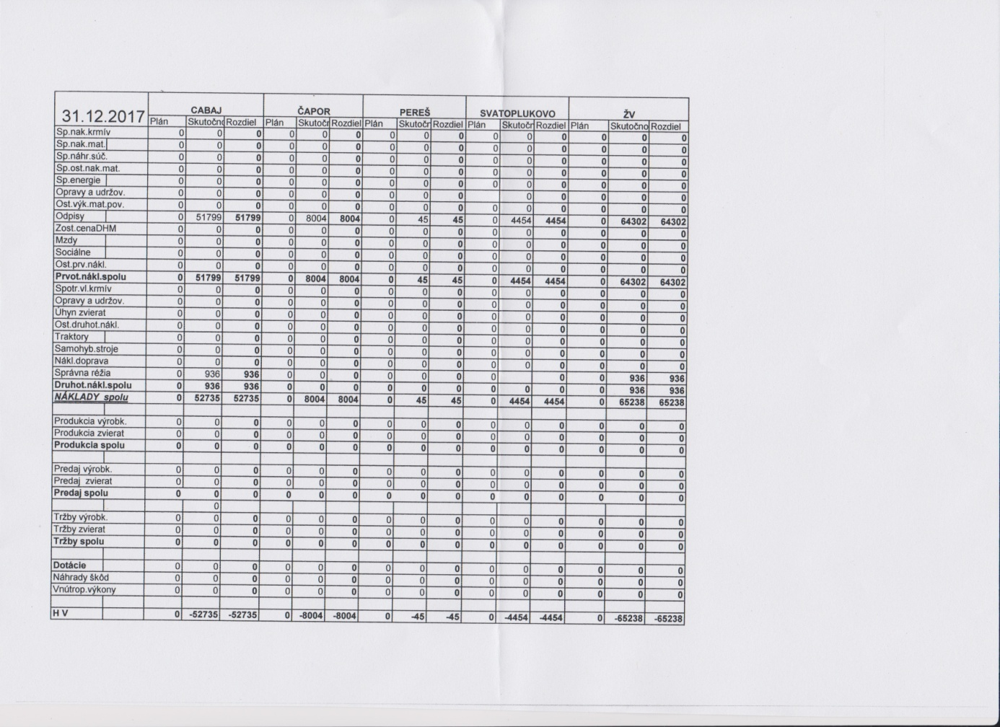 31.12.2017 CABAJ ČAPOR PEREŠ SVATOPLUKOVO ŽV
Plán Skutočno Rozdiel Plán Skutočn Rozdiel Plán Skutočn Rozdiel Plán Skutočn Rozdiel Plán Skutočno Rozdiel
Sp.nak.krmív 0 0 0 0 0 0 0 0 0 0 0 0 0 0 0
Sp.nak.mat. 0 0 0 0 0 0 0 0 0 0 0 0 0 0 0
Sp.náhr.súč. 0 0 0 0 0 0 0 0 0 0 0 0 0 0 0
Sp.ost.nak.mat. 0 0 0 0 0 0 0 0 0 0 0 0 0 0 0
Sp.energie 0 0 0 0 0 0 0 0 0 0 0 0 0 0 0
Opravy a udržov. 0 0 0 0 0 0 0 0 0 0 0 0 0 0
Ost.výk.mat.pov. 0 0 0 0 0 0 0 0 0 0 0 0 0 0 0
Odpisy 0 51799 51799 0 8004 8004 0 45 45 0 4454 4454 0 64302 64302
Zost.cenaDHM 0 0 0 0 0 0 0 0 0 0 0 0 0 0 0
Mzdy 0 0 0 0 0 0 0 0 0 0 0 0 0 0 0
Sociálne 0 0 0 0 0 0 0 0 0 0 0 0 0 0 0
Ost.prv.nákl. 0 0 0 0 0 0 0 0 0 0 0 0 0 0 0
Prvot.nákl.spolu 0 51799 51799 0 8004 8004 0 45 45 0 4454 4454 0 64302 64302
Spotr.vl.krmív 0 0 0 0 0 0 0 0 0 0 0 0 0 0 0
Opravy a udržov. 0 0 0 0 0 0 0 0 0 0 0 0 0 0 0
Úhyn zvierat 0 0 0 0 0 0 0 0 0 0 0 0 0 0 0
Ost.druhot.nákl. 0 0 0 0 0 0 0 0 0 0 0 0 0 0 0
Traktory 0 0 0 0 0 0 0 0 0 0 0 0 0 0 0
Samohyb.stroje 0 0 0 0 0 0 0 0 0 0 0 0 0 0 0
Nákl.doprava 0 0 0 0 0 0 0 0 0 0 0 0 0 0 0
Správna réžia 0 936 936 0 0 0 0 0 0 0 0 0 936 936
Druhot.nákl.spolu 0 936 936 0 0 0 0 0 0 0 0 0 0 936 936
NÁKLADY spolu 0 52735 52735 0 8004 8004 0 45 45 0 4454 4454 0 65238 65238
Produkcia výrobk. 0 0 0 0 0 0 0 0 0 0 0 0 0 0 0
Produkcia zvierat 0 0 0 0 0 0 0 0 0 0 0 0 0 0 0
Produkcia spolu 0 0 0 0 0 0 0 0 0 0 0 0 0 0 0
Predaj výrobk. 0 0 0 0 0 0 0 0 0 0 0 0 0 0 0
Predaj zvierat 0 0 0 0 0 0 0 0 0 0 0 0 0 0 0
Predaj spolu 0 0 0 0 0 0 0 0 0 0 0 0 0 0 0
0
Tržby výrobk. 0 0 0 0 0 0 0 0 0 0 0 0 0 0 0
Tržby zvierat 0 0 0 0 0 0 0 0 0 0 0 0 0 0 0
Tržby spolu 0 0 0 0 0 0 0 0 0 0 0 0 0 0 0
Dotácie 0 0 0 0 0 0 0 0 0 0 0 0 0 0 0
Náhrady škôd 0 0 0 0 0 0 0 0 0 0 0 0 0 0 0
Vnútrop.výkony 0 0 0 0 0 0 0 0 0 0 0 0 0 0 0
H V 0 -52735 -52735 0 -8004 -8004 0 -45 -45 0 -4454 -4454 0 -65238 -65238